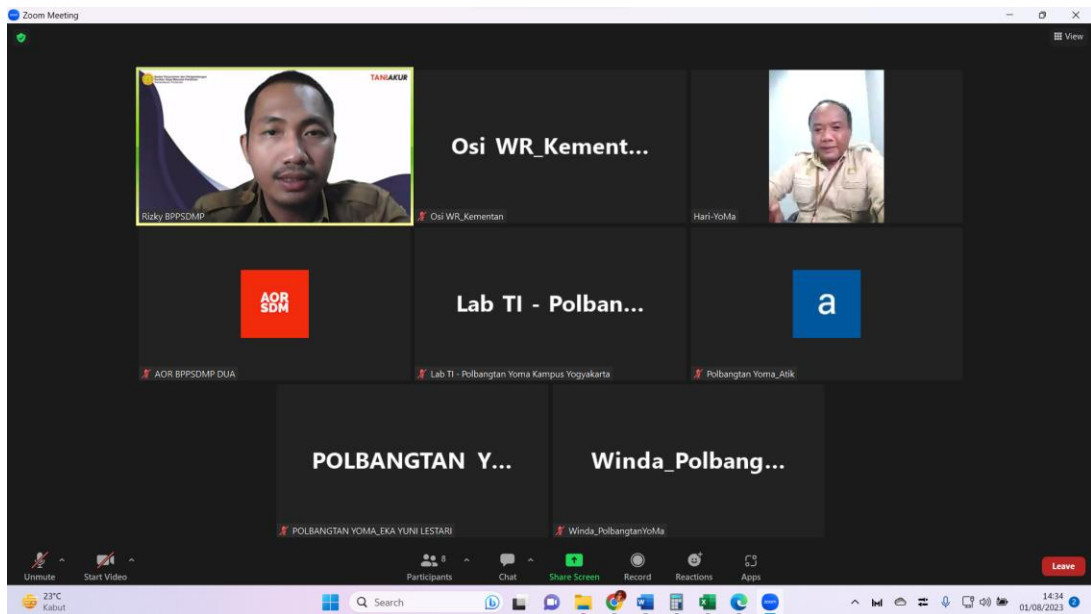 Zoom Meeting
View
TANIAKUR
Rizky BPPSDMP
Osi WR_Kement...
Osi WR_Kementan
Hari-YoMa
AOR
SDM
AOR BPPSDMP DUA
Lab TI - Polban...
Lab TI - Polbangtan Yoma Kampus Yogyakarta
a
Polbangtan Yoma_Atik
POLBANGTAN Y...
POLBANGTAN YOMA_EKA YUNI LESTARI
Winda_Polbang...
Winda_PolbangtanYoMa
Unmute
Start Video
8
Participants
Chat
Share Screen
Record
Reactions
Apps
Leave
23°C
Kabut
Search
14:34
01/08/2023
2